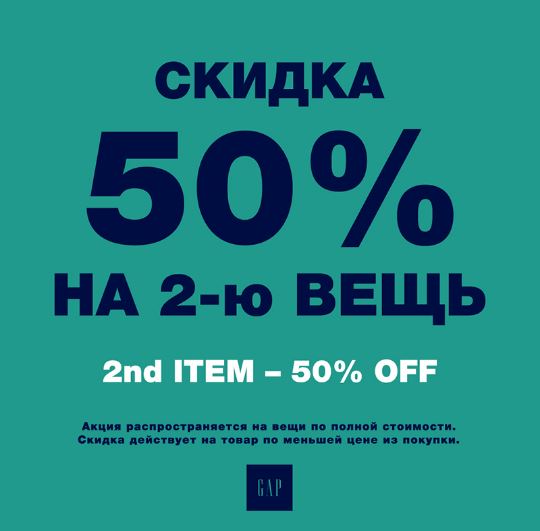 СКИДКА
50%
НА 2-ю ВЕЩЬ
2nd ITEM – 50% OFF
Акция распространяется на вещи по полной стоимости.
Скидка действует на товар по меньшей цене из покупки.
GAP